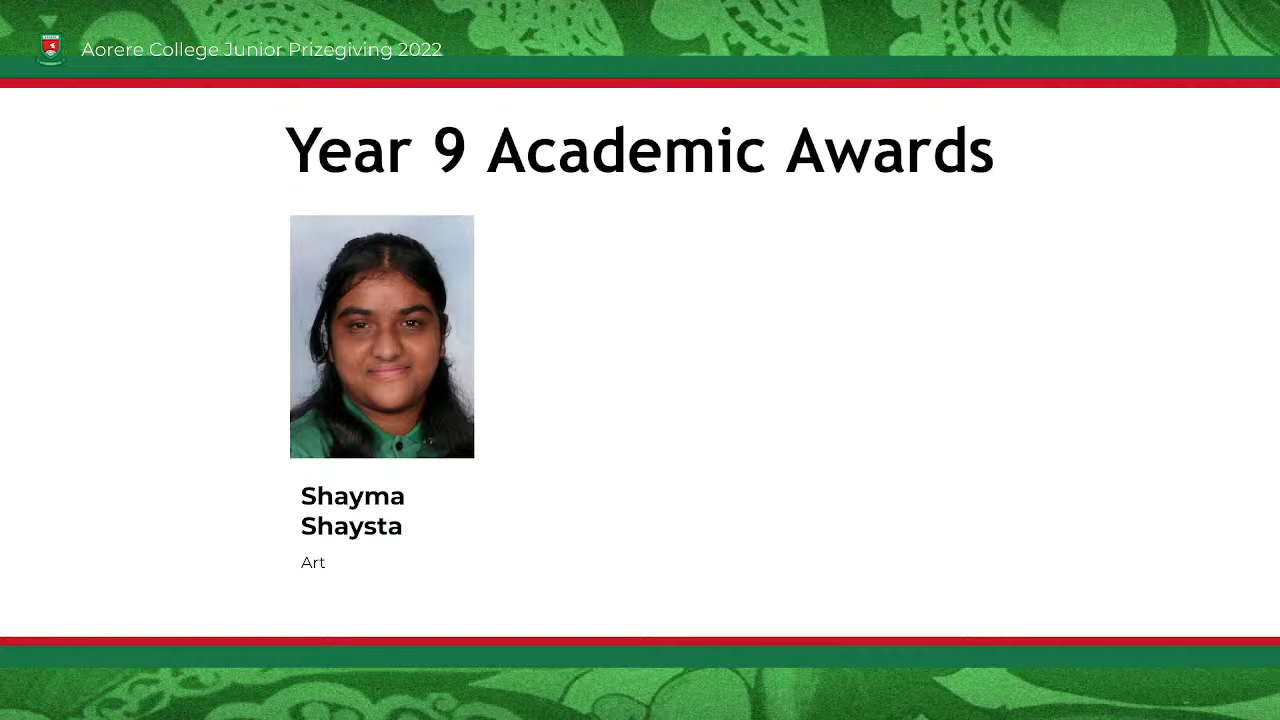 Aorere College Junior Prizegiving 2022
Year 9 Academic Awards
Shayma
Shaysta
Art